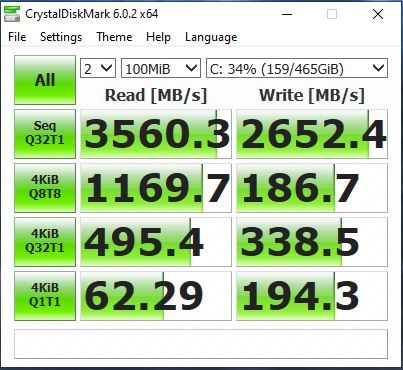 CrystalDiskMark 6.0.2 x64
File Settings Theme Help Language
All 2 100MiB C: 34% (159/465GiB)
Read [MB/s] Write [MB/s]
Seq Q32T1 3560.3 2652.4
4KiB Q8T8 1169.7 186.7
4KiB Q32T1 495.4 338.5
4KiB Q1T1 62.29 194.3